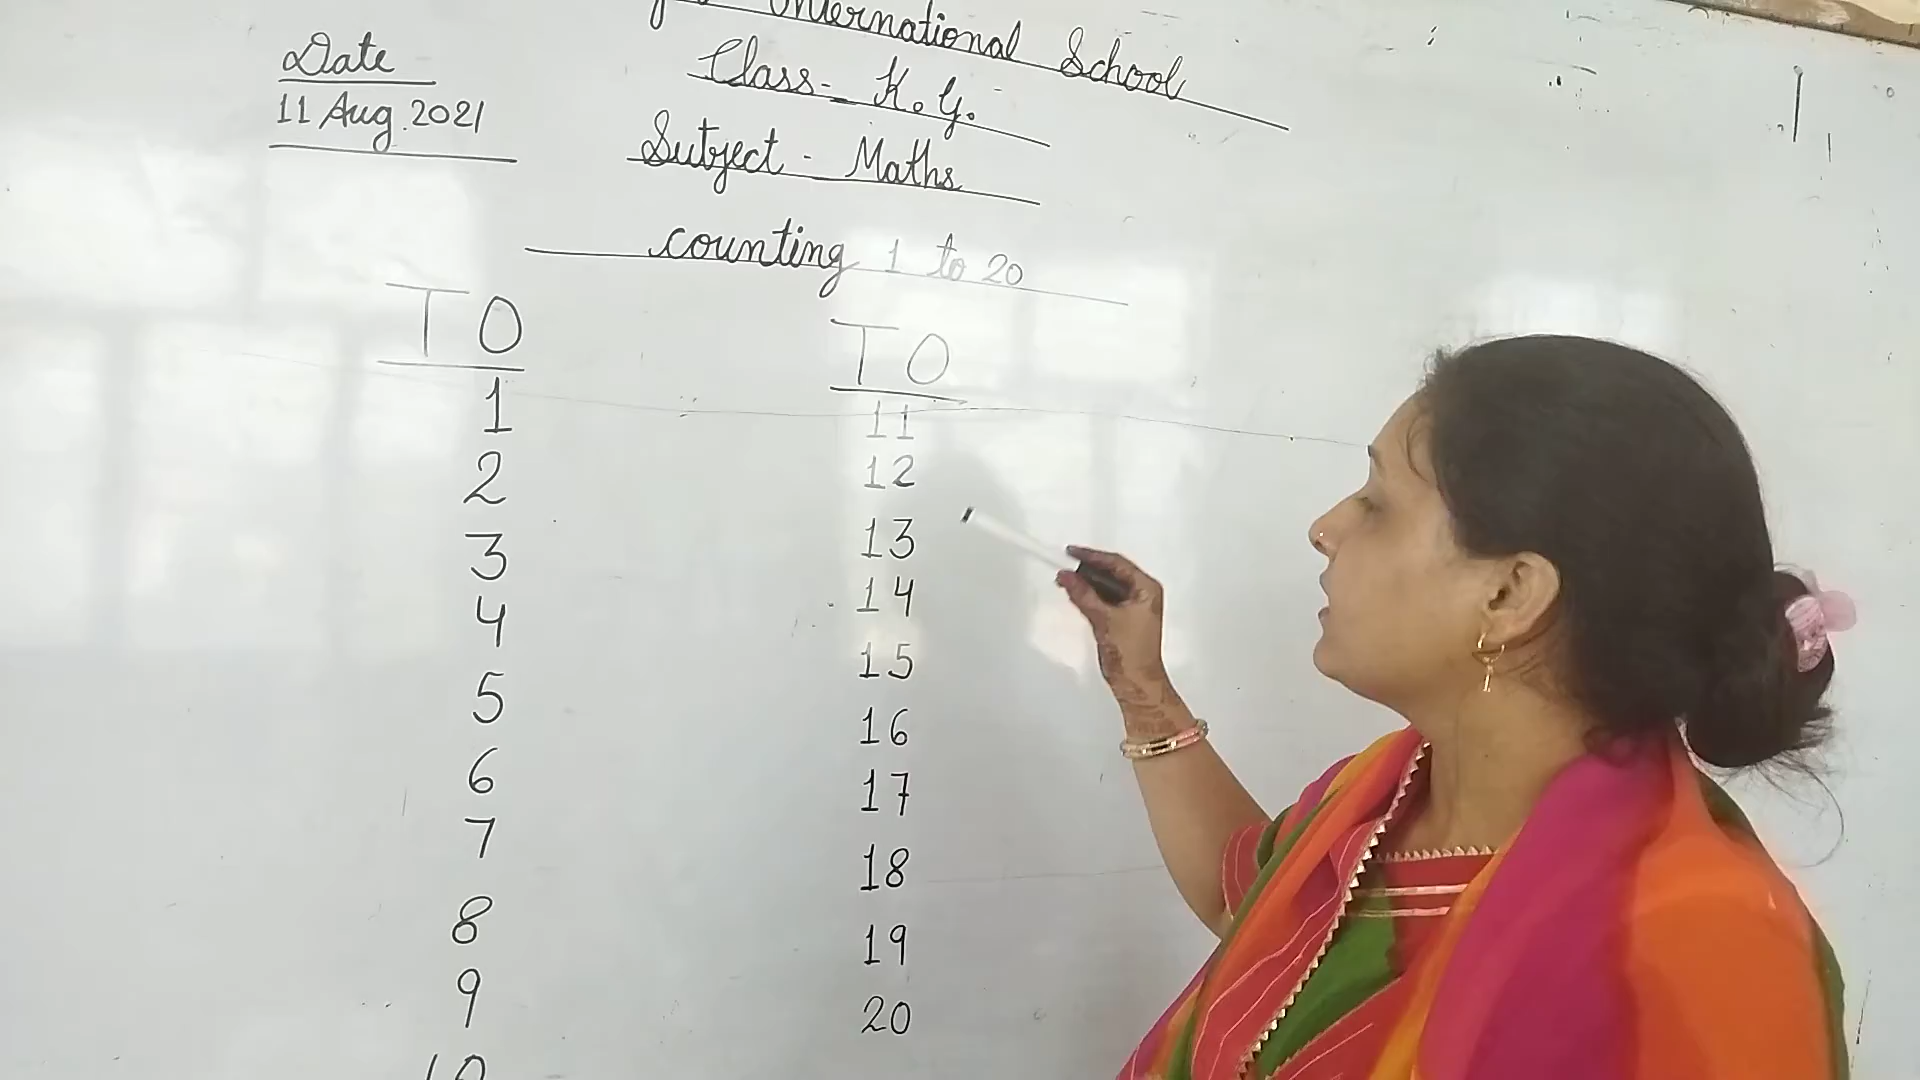 International School
Date
11 Aug. 2021
Class - K.G.
Subject - Maths
counting 1 to 20
T O
1
2
3
4
5
6
7
8
9
10
T O
11
12
13
14
15
16
17
18
19
20